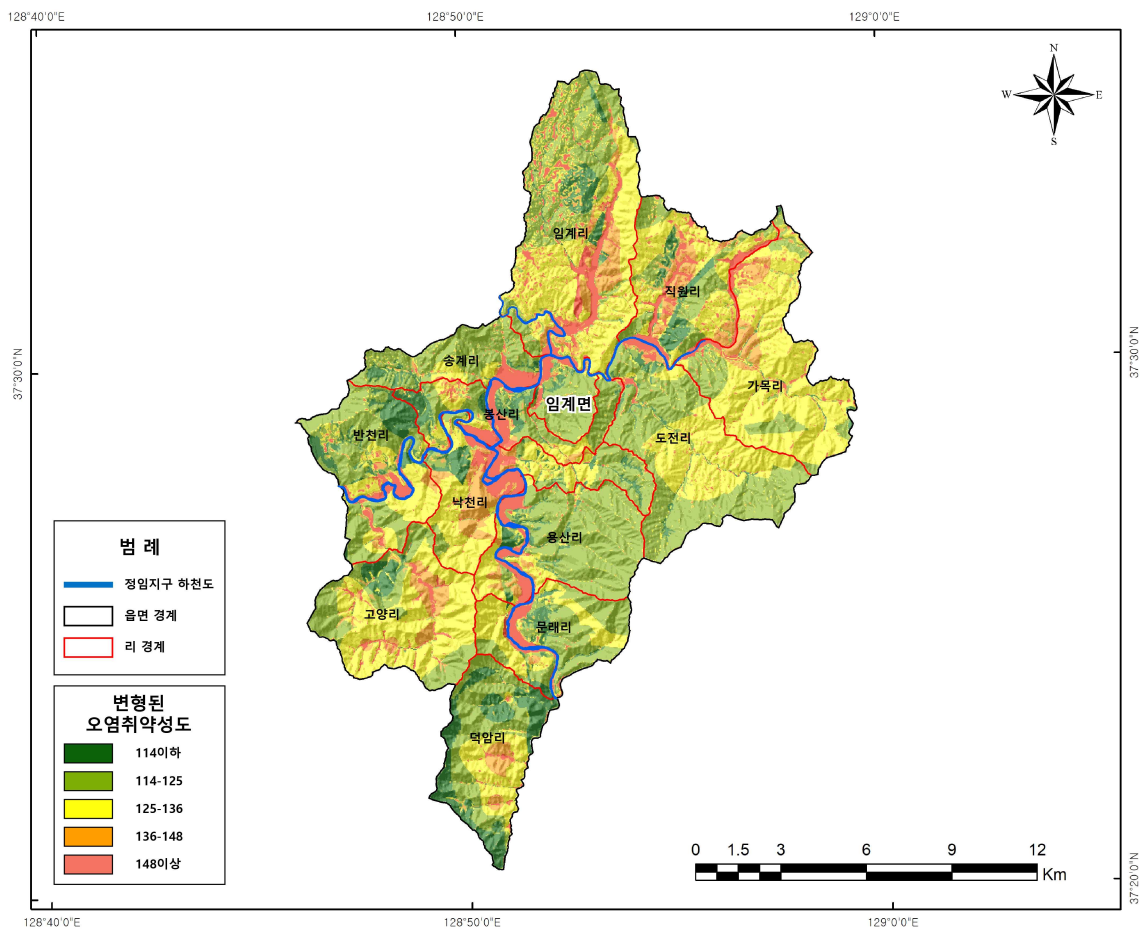 128°40'0"E
128°50'0"E
129°0'0"E
N
W
E
S
임계리
직원리
37°30'0"N
37°30'0"N
송계리
가목리
임계면
봉산리
반천리
도전리
낙천리
용산리
범 례
정임지구 하천도
읍면 경계
리 경계
고양리
문래리
변형된
오염취약성도
114이하
114-125
125-136
136-148
148이상
덕암리
0 1.5 3 6 9 12
Km
37°20'0"N
128°40'0"E
128°50'0"E
129°0'0"E